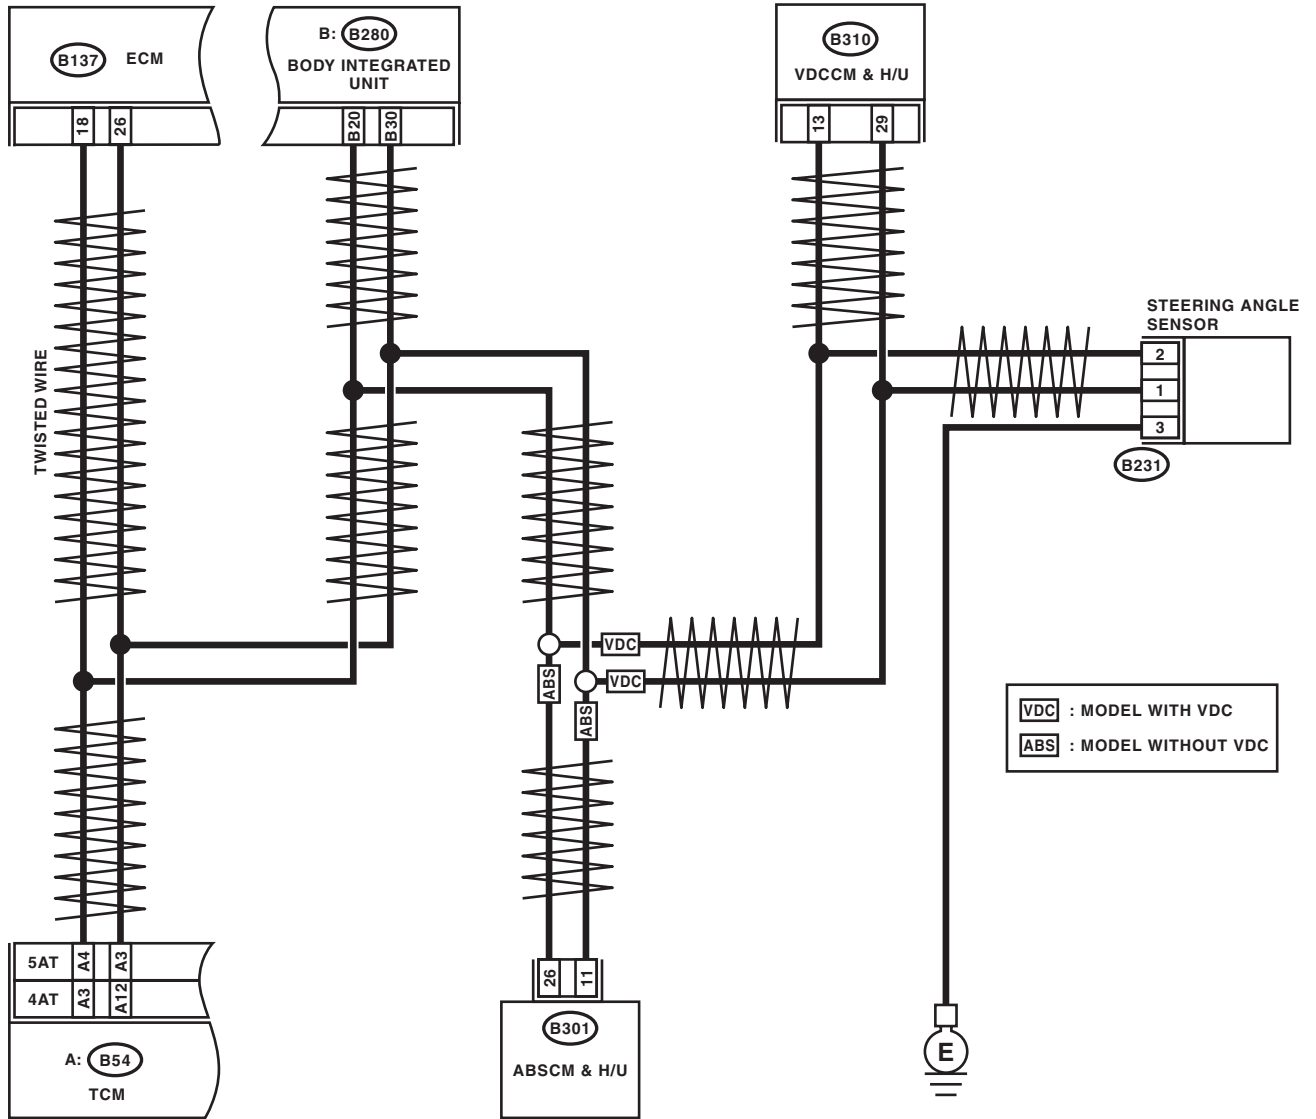 B137 ECM
18 26
B: B280
BODY INTEGRATED
UNIT
B20 B30
B310
VDCCM & H/U
13 29
STEERING ANGLE
SENSOR
2
1
3
B231
TWISTED WIRE
VDC
VDC
ABS
ABS
VDC : MODEL WITH VDC
ABS : MODEL WITHOUT VDC
5AT A4 A3
4AT A3 A12
A: B54
TCM
26 11
B301
ABSCM & H/U
E